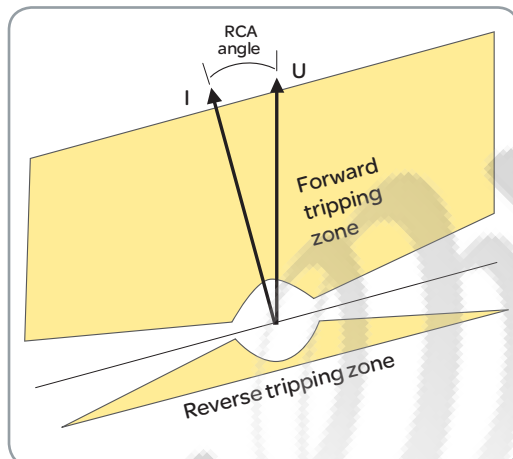 RCA
angle
I
U
Forward
tripping
zone
Reverse tripping zone